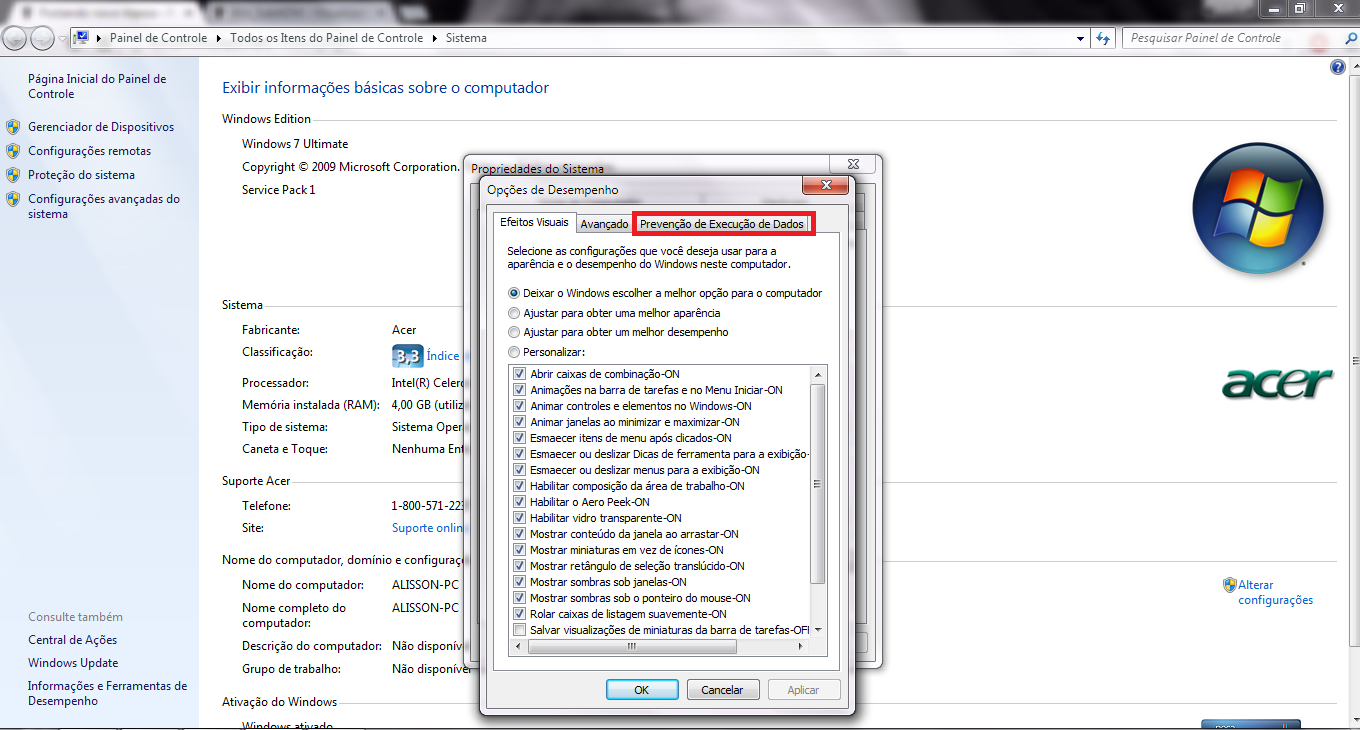 Painel de Controle
Todos os Itens do Painel de Controle
Sistema
Pesquisar Painel de Controle
Página Inicial do Painel de
Controle
Gerenciador de Dispositivos
Configurações remotas
Proteção do sistema
Configurações avançadas do
sistema
Consulte também
Central de Ações
Windows Update
Informações e Ferramentas de
Desempenho
Exibir informações básicas sobre o computador
Windows Edition
Windows 7 Ultimate
Copyright © 2009 Microsoft Corporation.
Service Pack 1
Sistema
Fabricante: Acer
Classificação: 3,3 Índice
Processador: Intel(R) Celero
Memória instalada (RAM): 4,00 GB (utiliz
Tipo de sistema: Sistema Opera
Caneta e Toque: Nenhuma Ent
Suporte Acer
Telefone: 1-800-571-223
Site: Suporte onlin
Nome do computador, domínio e configuraç
Nome do computador: ALISSON-PC
Nome completo do ALISSON-PC
computador:
Descrição do computador: Não disponíve
Grupo de trabalho: Não disponível
Ativação do Windows
Windows ativado
acer
Alterar
configurações
Propriedades do Sistema
Opções de Desempenho
Efeitos Visuais
Avançado
Prevenção de Execução de Dados
Selecione as configurações que você deseja usar para a
aparência e o desempenho do Windows neste computador.
Deixar o Windows escolher a melhor opção para o computador
Ajustar para obter uma melhor aparência
Ajustar para obter um melhor desempenho
Personalizar:
Abrir caixas de combinação-ON
Animações na barra de tarefas e no Menu Iniciar-ON
Animar controles e elementos no Windows-ON
Animar janelas ao minimizar e maximizar-ON
Esmaecer itens de menu após clicados-ON
Esmaecer ou deslizar Dicas de ferramenta para a exibição-
Esmaecer ou deslizar menus para a exibição-ON
Habilitar composição da área de trabalho-ON
Habilitar o Aero Peek-ON
Habilitar vidro transparente-ON
Mostrar conteúdo da janela ao arrastar-ON
Mostrar miniaturas em vez de ícones-ON
Mostrar retângulo de seleção translúcido-ON
Mostrar sombras sob janelas-ON
Mostrar sombras sob o ponteiro do mouse-ON
Rolar caixas de listagem suavemente-ON
Salvar visualizações de miniaturas da barra de tarefas-OFF
OK
Cancelar
Aplicar